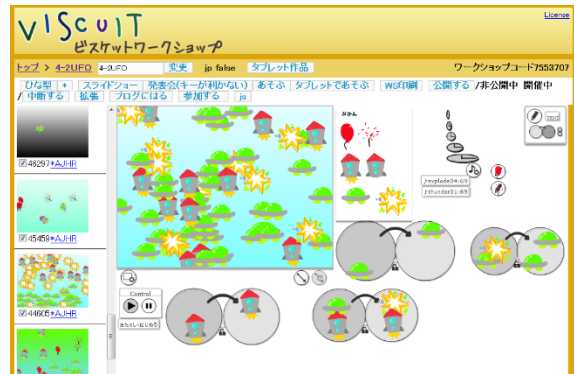 VISCUIT
ビスケットワークショップ
License
トップ > 4-2UFO 4-2UFO 変更 jp false タブレット作品 ワークショップコード7553707
ひな型 + スライドショー 発表会(キーが利かない) あそぶ タブレットであそぶ WS印刷 公開する /非公開中 開催中
/ 中断する 拡張 ブログにはる 参加する js
46297*AJHR
45459*AJHR
44605*AJHR
Control